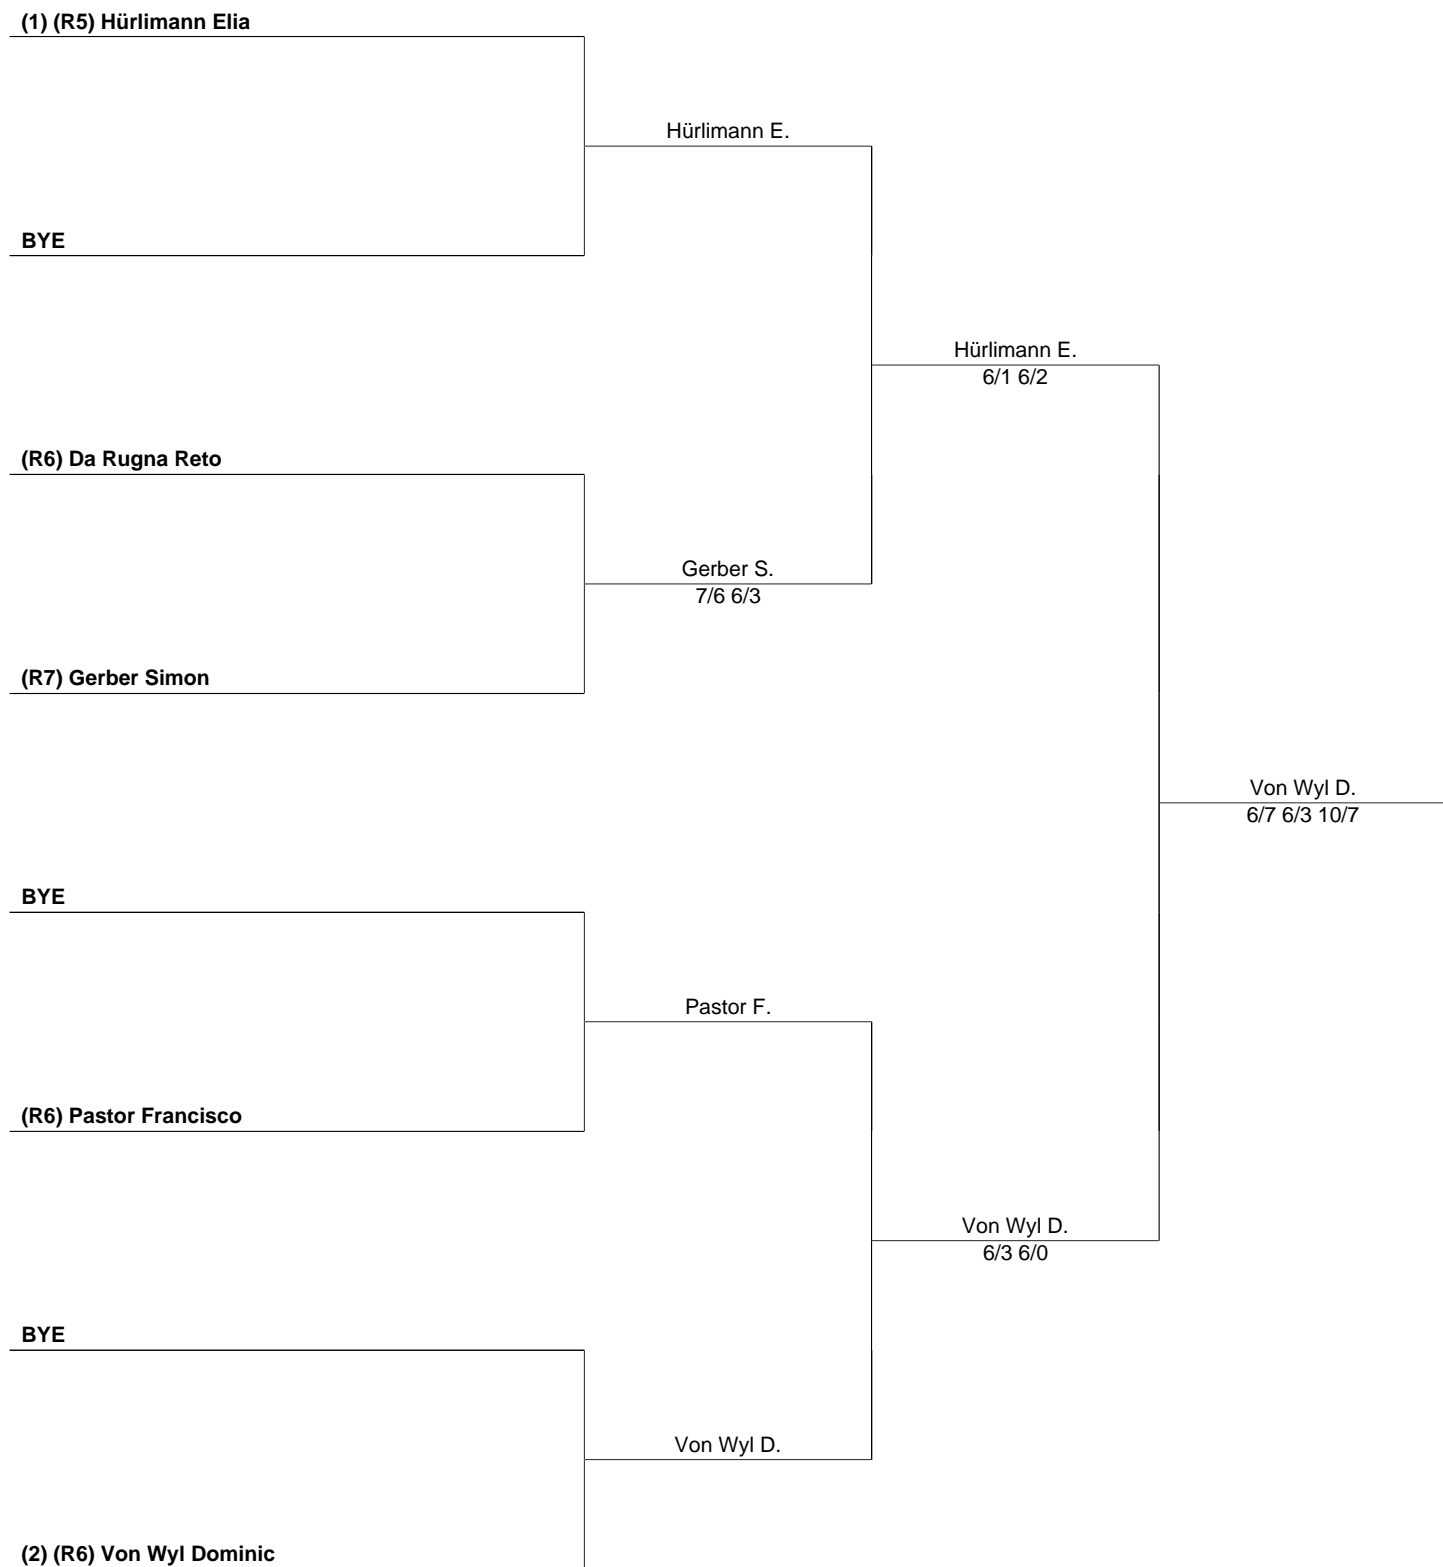 (1) (R5) Hürlimann Elia
Hürlimann E.
BYE
Hürlimann E.
6/1 6/2
(R6) Da Rugna Reto
Gerber S.
7/6 6/3
(R7) Gerber Simon
Von Wyl D.
6/7 6/3 10/7
BYE
Pastor F.
(R6) Pastor Francisco
Von Wyl D.
6/3 6/0
BYE
Von Wyl D.
(2) (R6) Von Wyl Dominic